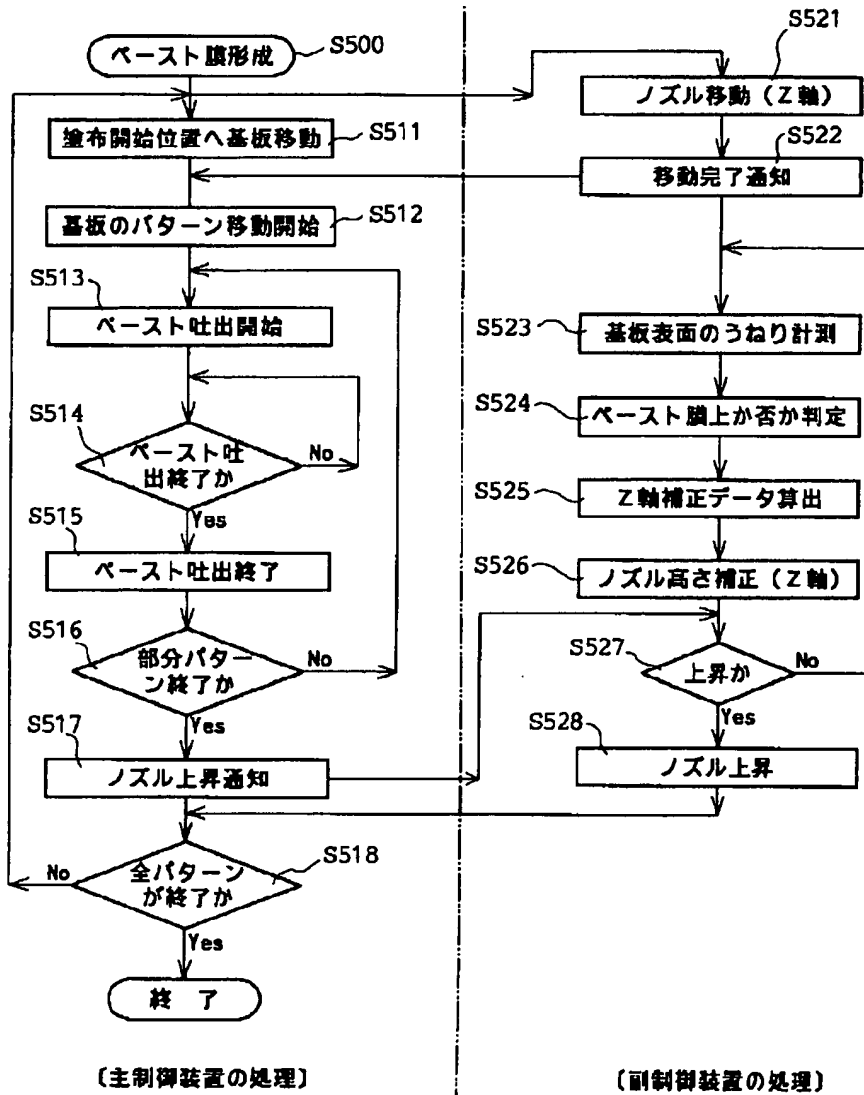 ペースト膜形成
S500
塗布開始位置へ基板移動
S511
基板のパターン移動開始
S512
S513
ペースト吐出開始
S514
ペースト吐
出終了か
No
Yes
S515
ペースト吐出終了
S516
部分パター
ン終了か
No
Yes
S517
ノズル上昇通知
S518
全パターン
が終了か
No
Yes
終 了
〔主制御装置の処理〕
S521
ノズル移動（Z軸）
S522
移動完了通知
S523
基板表面のうねり計測
S524
ペースト膜上か否か判定
S525
Z軸補正データ算出
S526
ノズル高さ補正（Z軸）
S527
上昇か
No
Yes
S528
ノズル上昇
〔副制御装置の処理〕